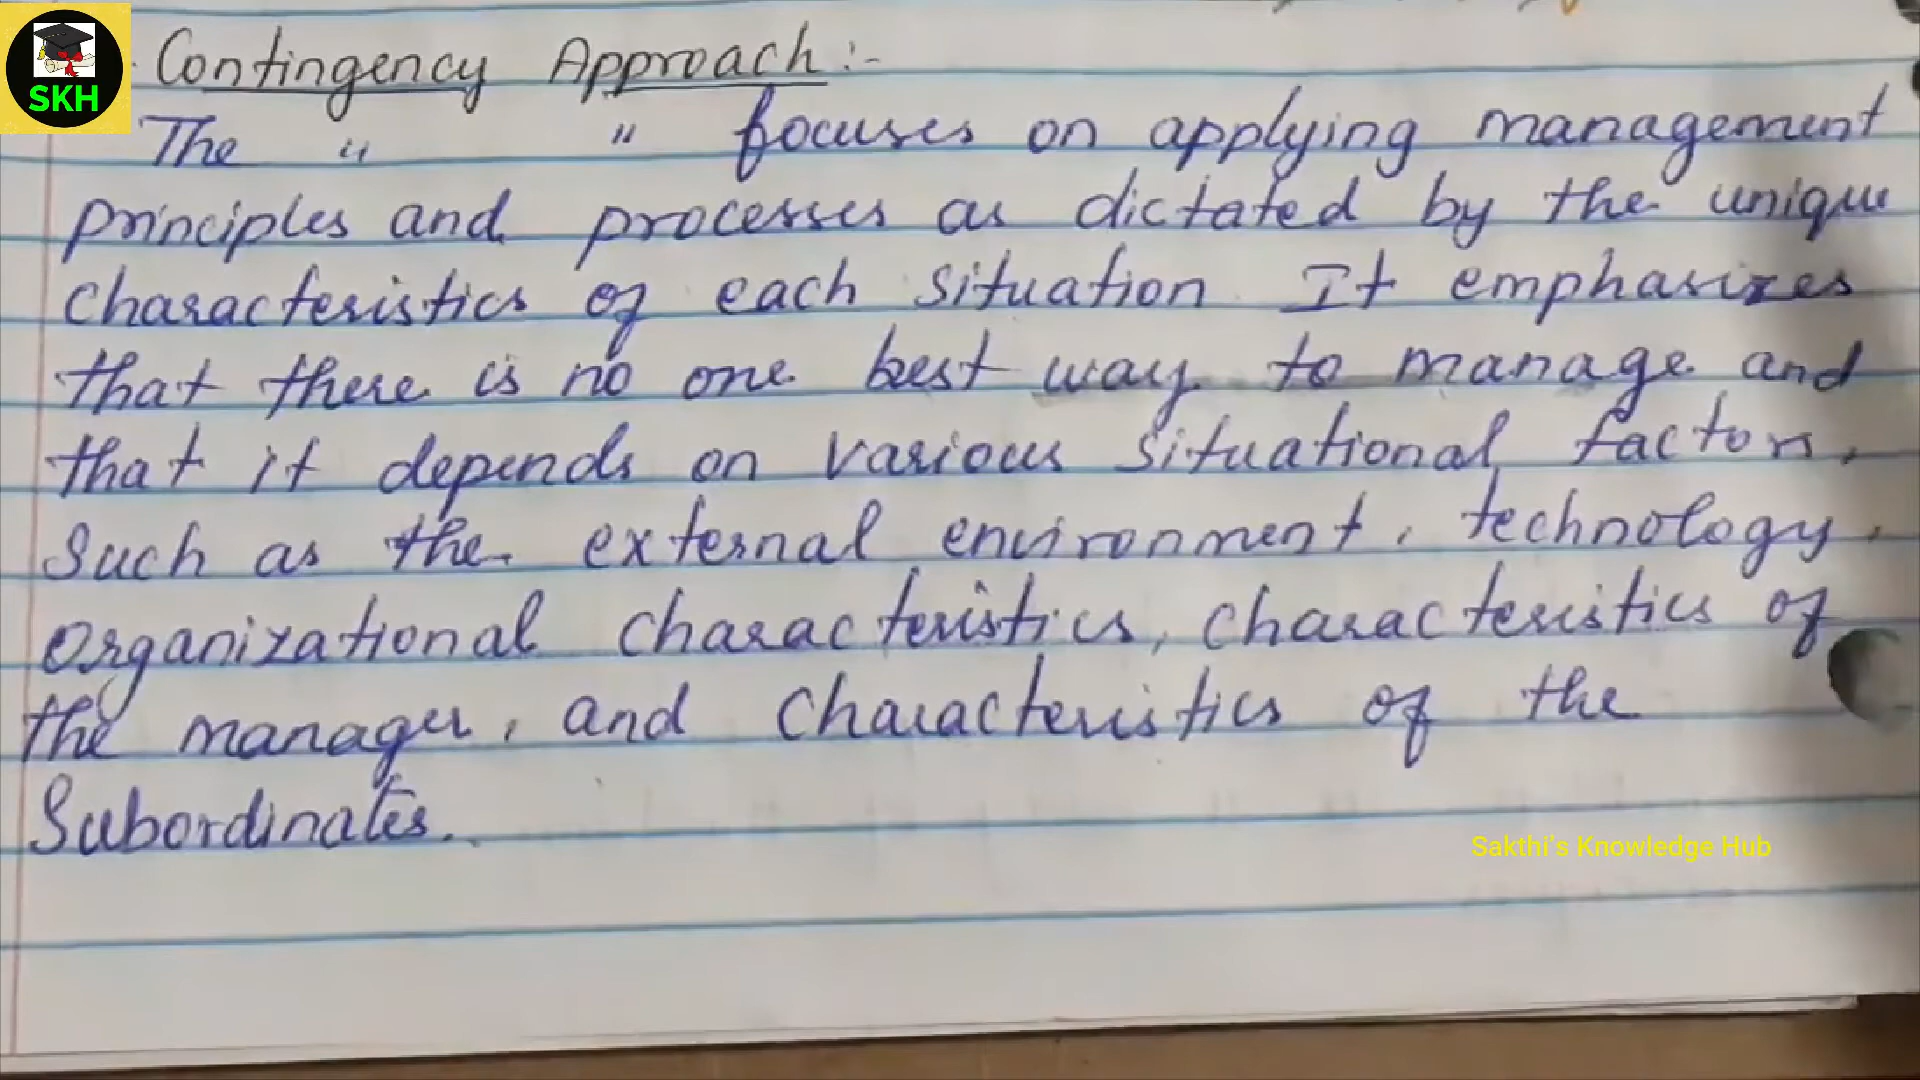 SKH
Contingency Approach:-
The " " focuses on applying management
principles and processes as dictated by the unique
characteristics of each situation It emphasizes
that there is no one best way to manage and
that it depends on various situational factors,
Such as the external environment, technology,
Organizational characteristics, characteristics of
the manager, and characteristics of the
Subordinates.
Sakthi's Knowledge Hub